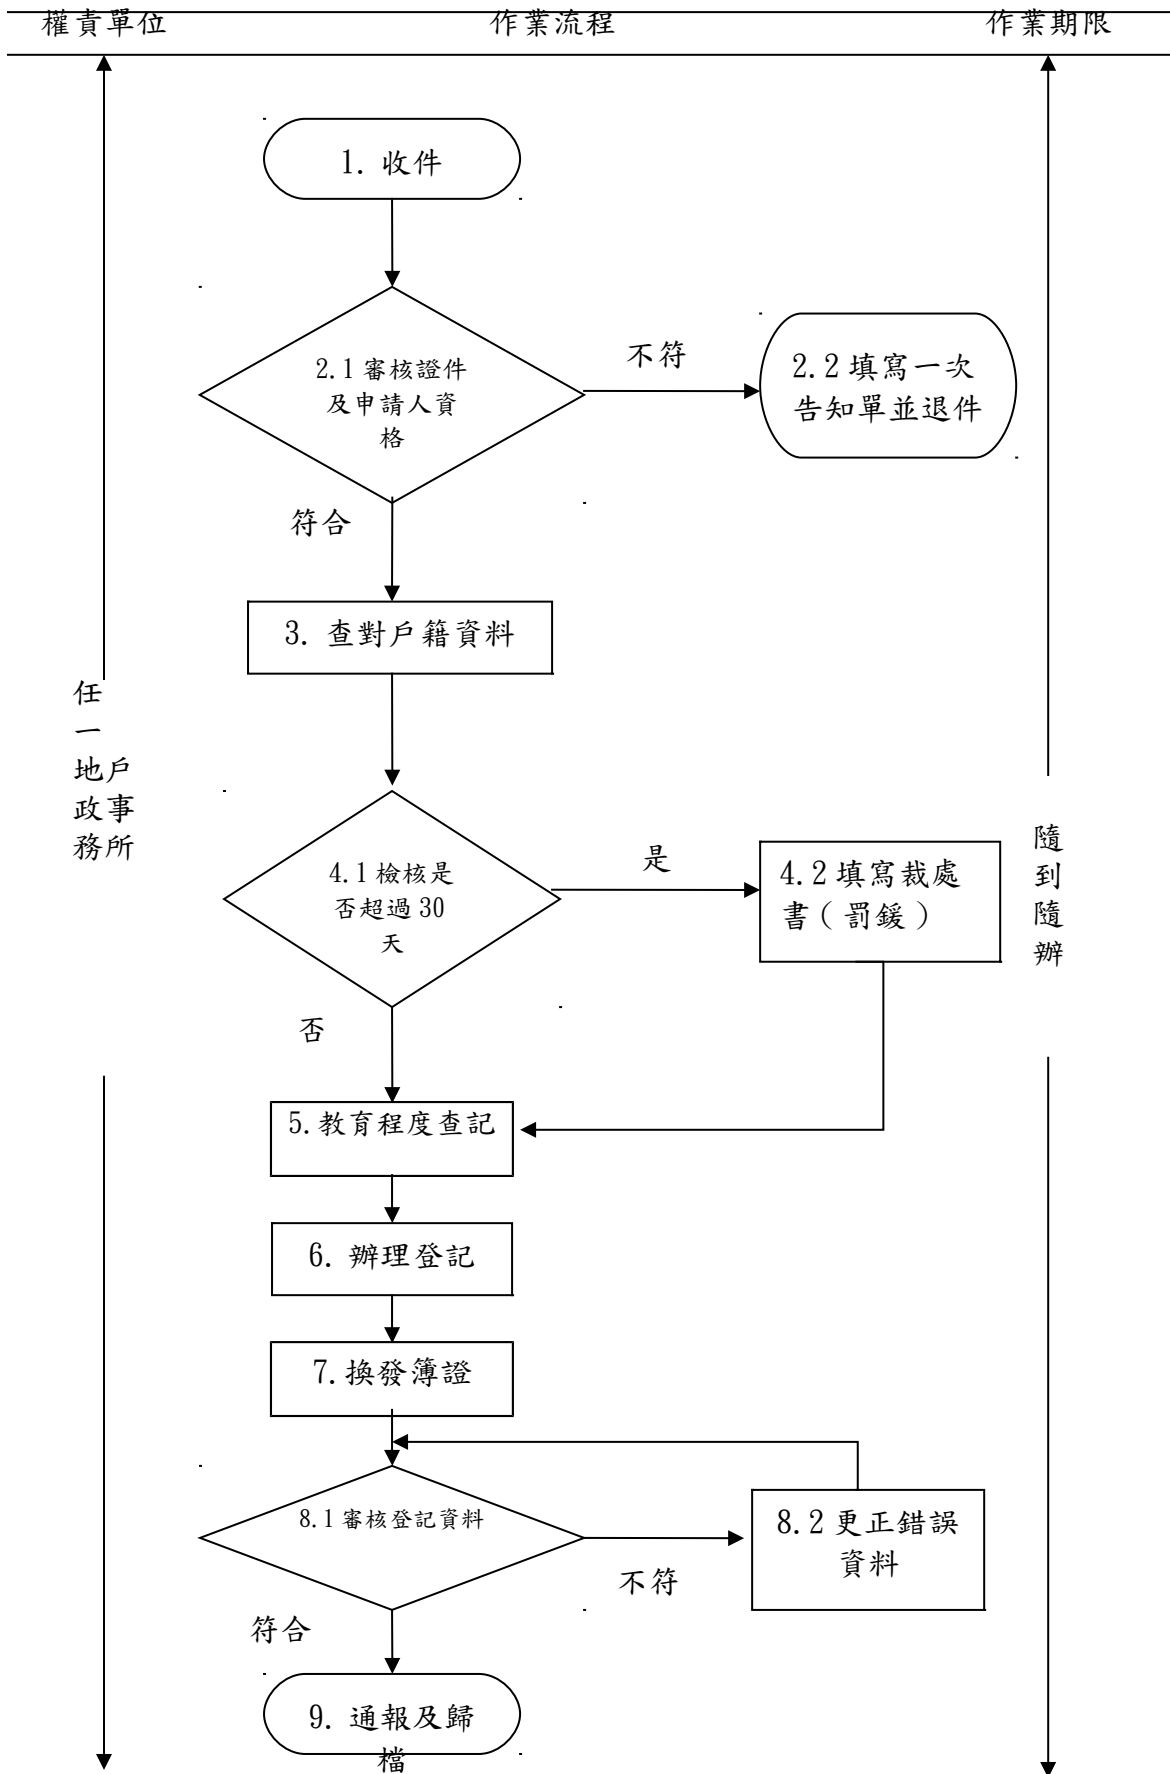 權責單位 作業流程 作業期限
1. 收件
2.1 審核證件
及申請人資
格
不符
2.2 填寫一次
告知單並退件
符合
3. 查對戶籍資料
任
一
地戶
政事
務所
4.1 檢核是
否超過 30
天
是
4.2 填寫裁處
書（罰鍰）
隨
到
隨
辦
否
5.教育程度查記
6. 辦理登記
7.換發簿證
8.1 審核登記資料
不符
8.2 更正錯誤
資料
符合
9. 通報及歸
檔